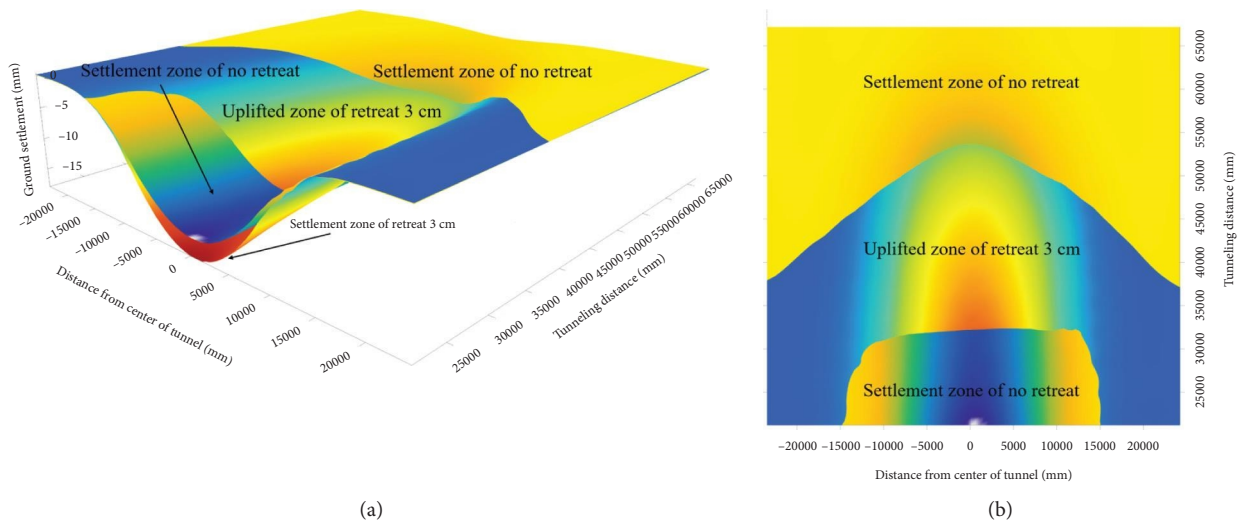 Settlement zone of no retreat
Settlement zone of no retreat
Uplifted zone of retreat 3 cm
Settlement zone of retreat 3 cm
Ground settlement (mm)
0
–5
–10
–15
–20000
–15000
–10000
–5000
0
5000
10000
15000
20000
Distance from center of tunnel (mm)
25000
30000
35000
40000
45000
50000
55000
60000
65000
Tunneling distance (mm)
(a)
Settlement zone of no retreat
Uplifted zone of retreat 3 cm
Settlement zone of no retreat
65000
60000
55000
50000
45000
40000
35000
30000
25000
Tunneling distance (mm)
–20000 –15000 –10000 –5000 0 5000 10000 15000 20000
Distance from center of tunnel (mm)
(b)